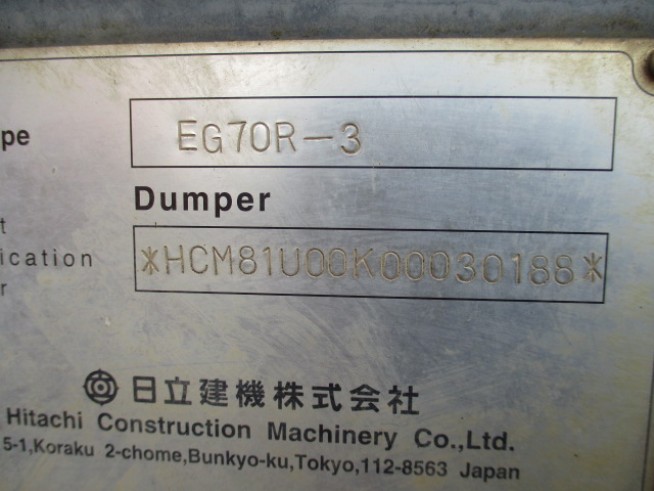 pe
EG70R-3
Dumper
t
ication
r
*HCM81U00K00030188*
日立建機株式会社
Hitachi Construction Machinery Co.,Ltd.
5-1,Koraku 2-chome,Bunkyo-ku,Tokyo,112-8563 Japan